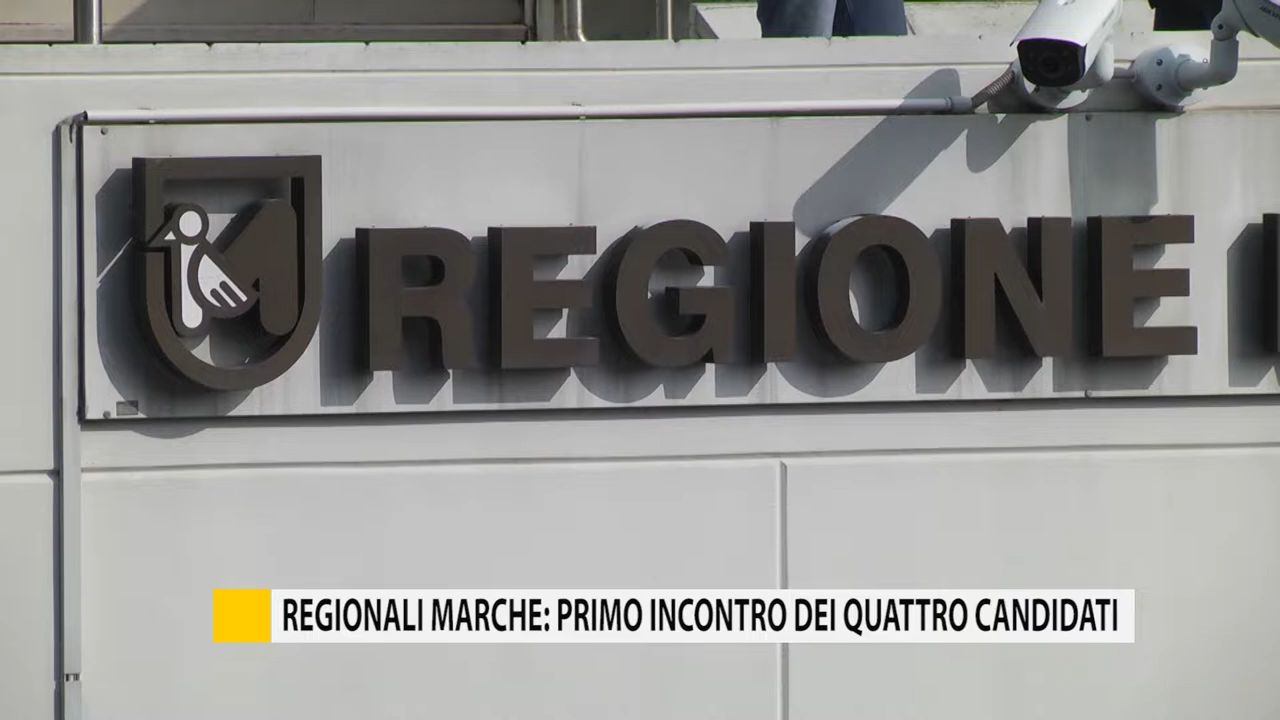 REGIONE
REGIONALI MARCHE: PRIMO INCONTRO DEI QUATTRO CANDIDATI